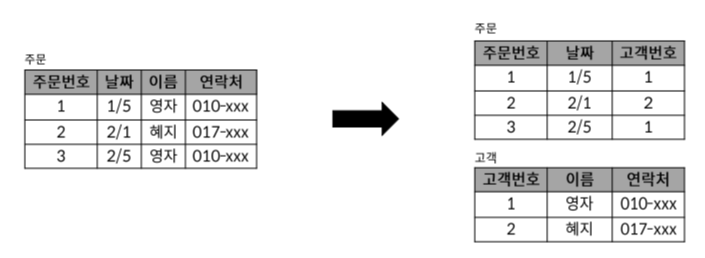 주문
주문번호 날짜 이름 연락처
1 1/5 영자 010-xxx
2 2/1 혜지 017-xxx
3 2/5 영자 010-xxx
주문
주문번호 날짜 고객번호
1 1/5 1
2 2/1 2
3 2/5 1
고객
고객번호 이름 연락처
1 영자 010-xxx
2 혜지 017-xxx